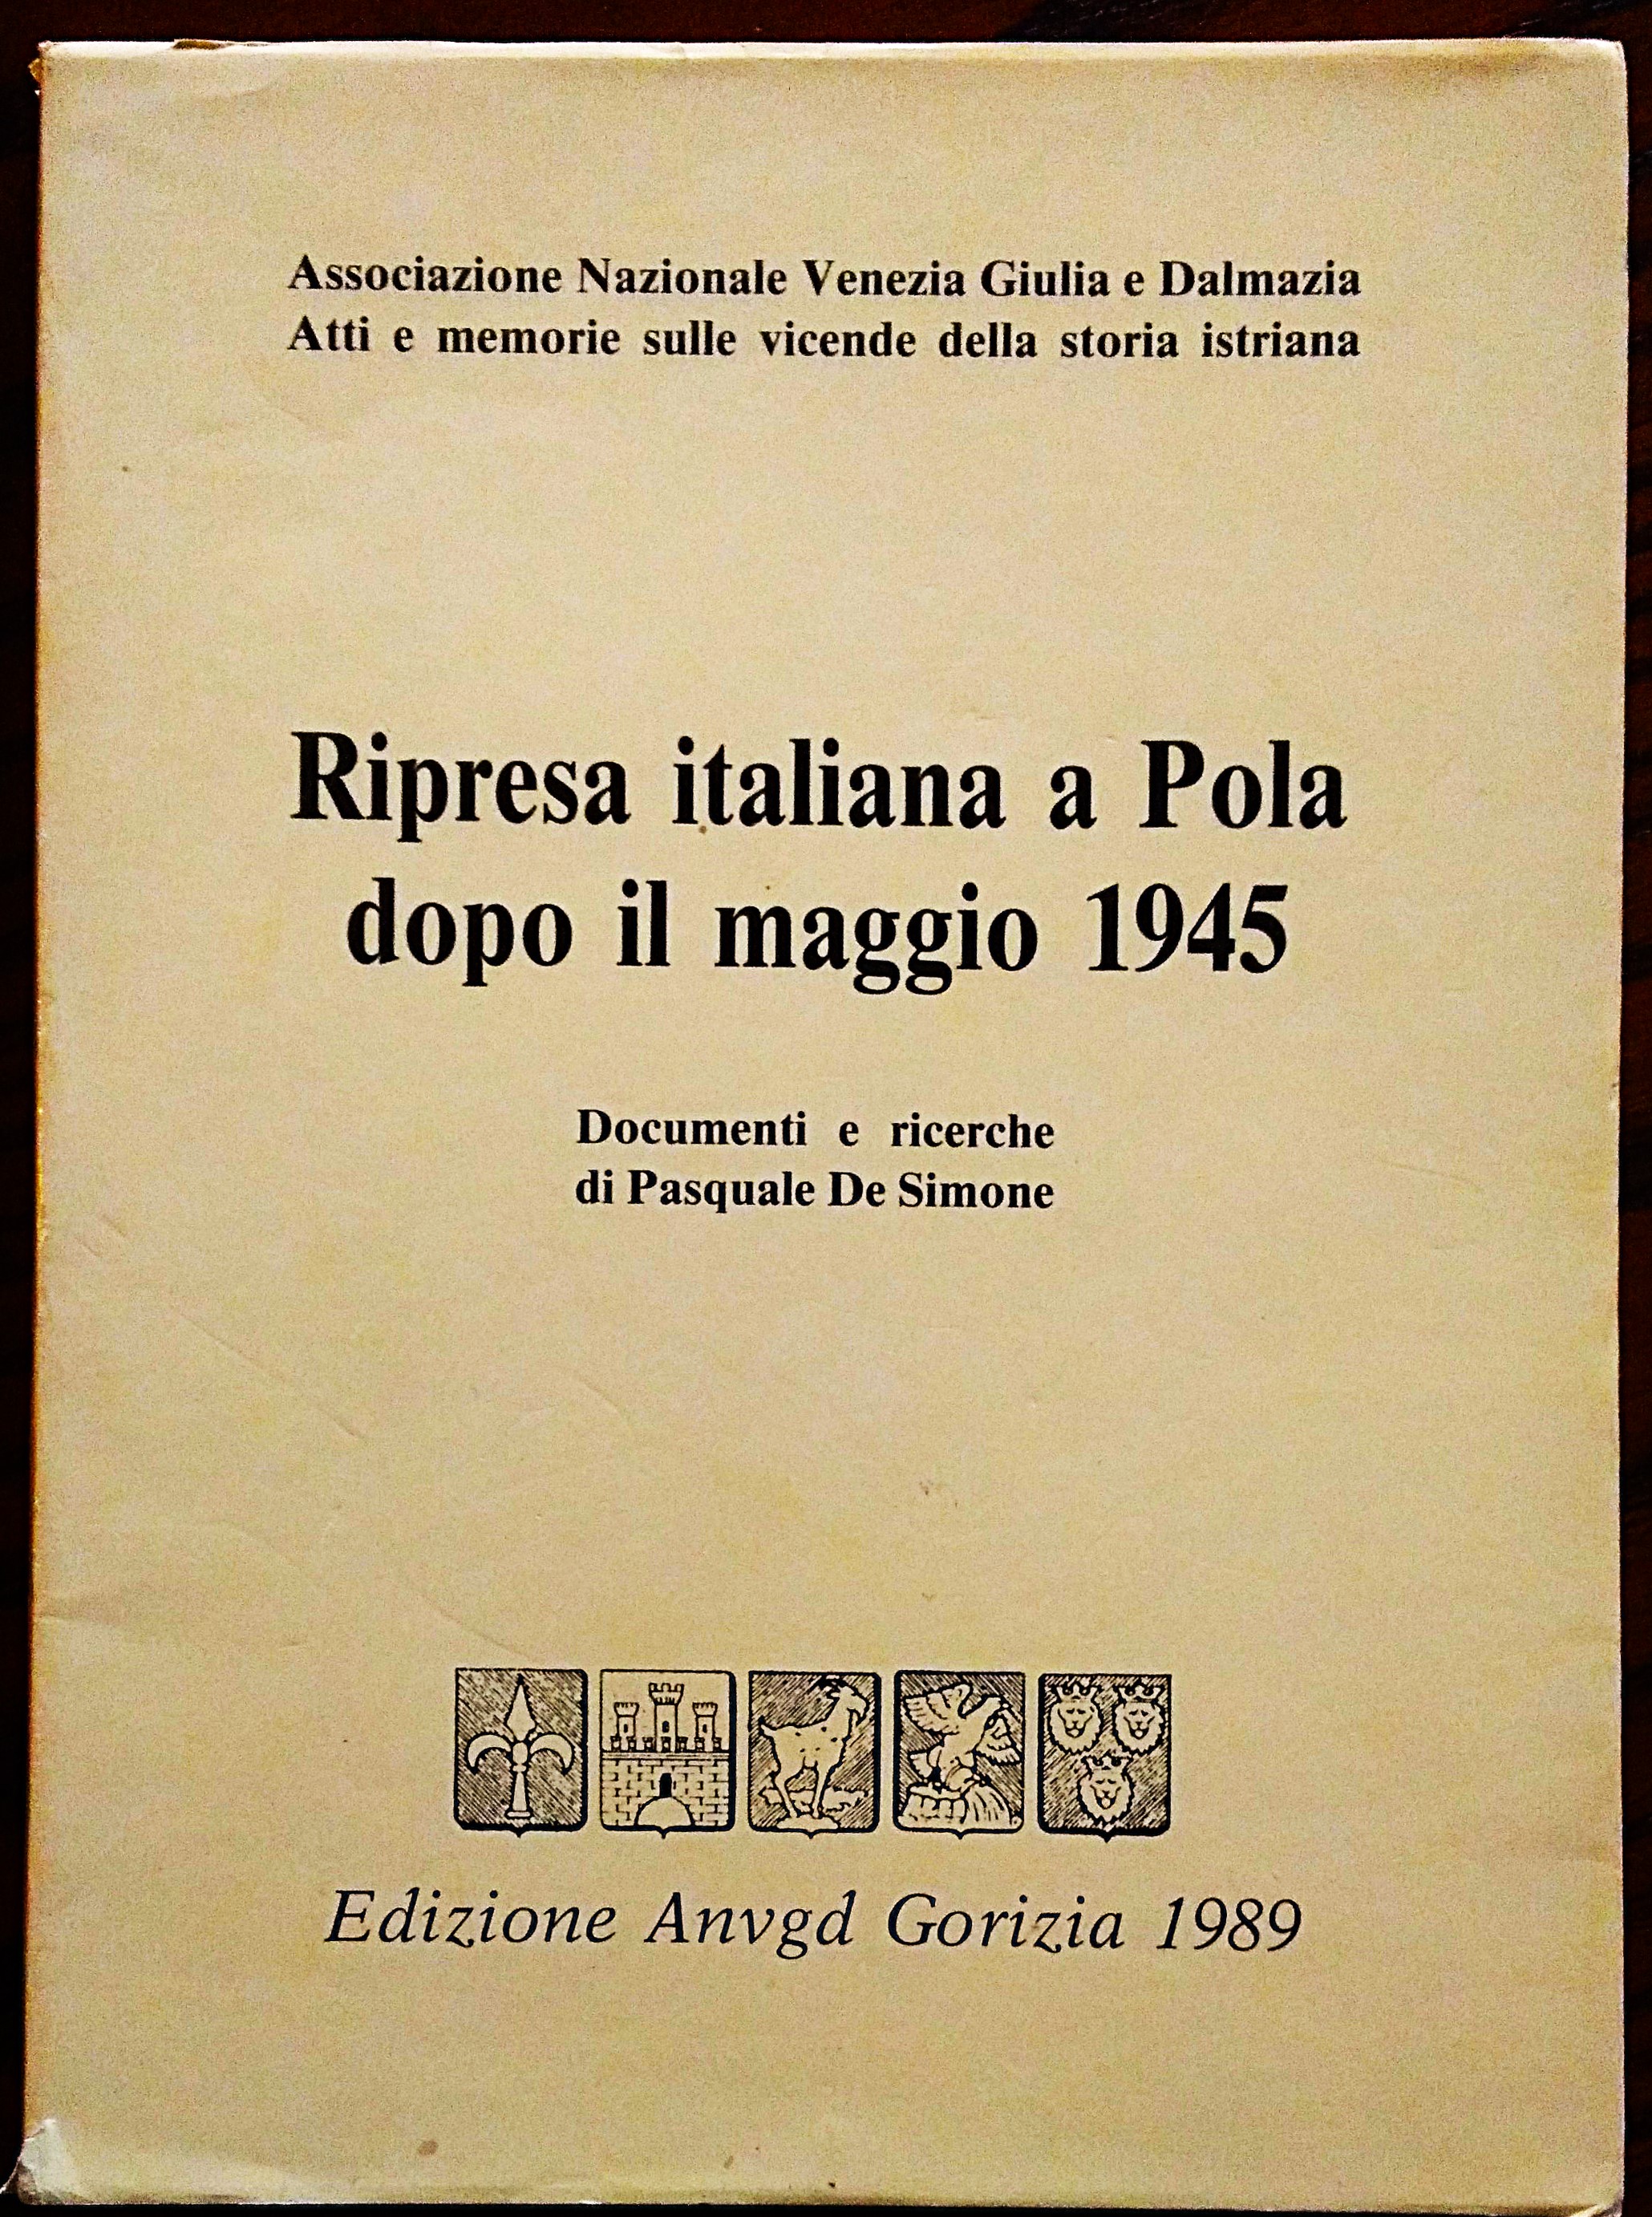 Associazione Nazionale Venezia Giulia e Dalmazia
Atti e memorie sulle vicende della storia istriana
Ripresa italiana a Pola
dopo il maggio 1945
Documenti e ricerche
di Pasquale De Simone
Edizione Anvgd Gorizia 1989